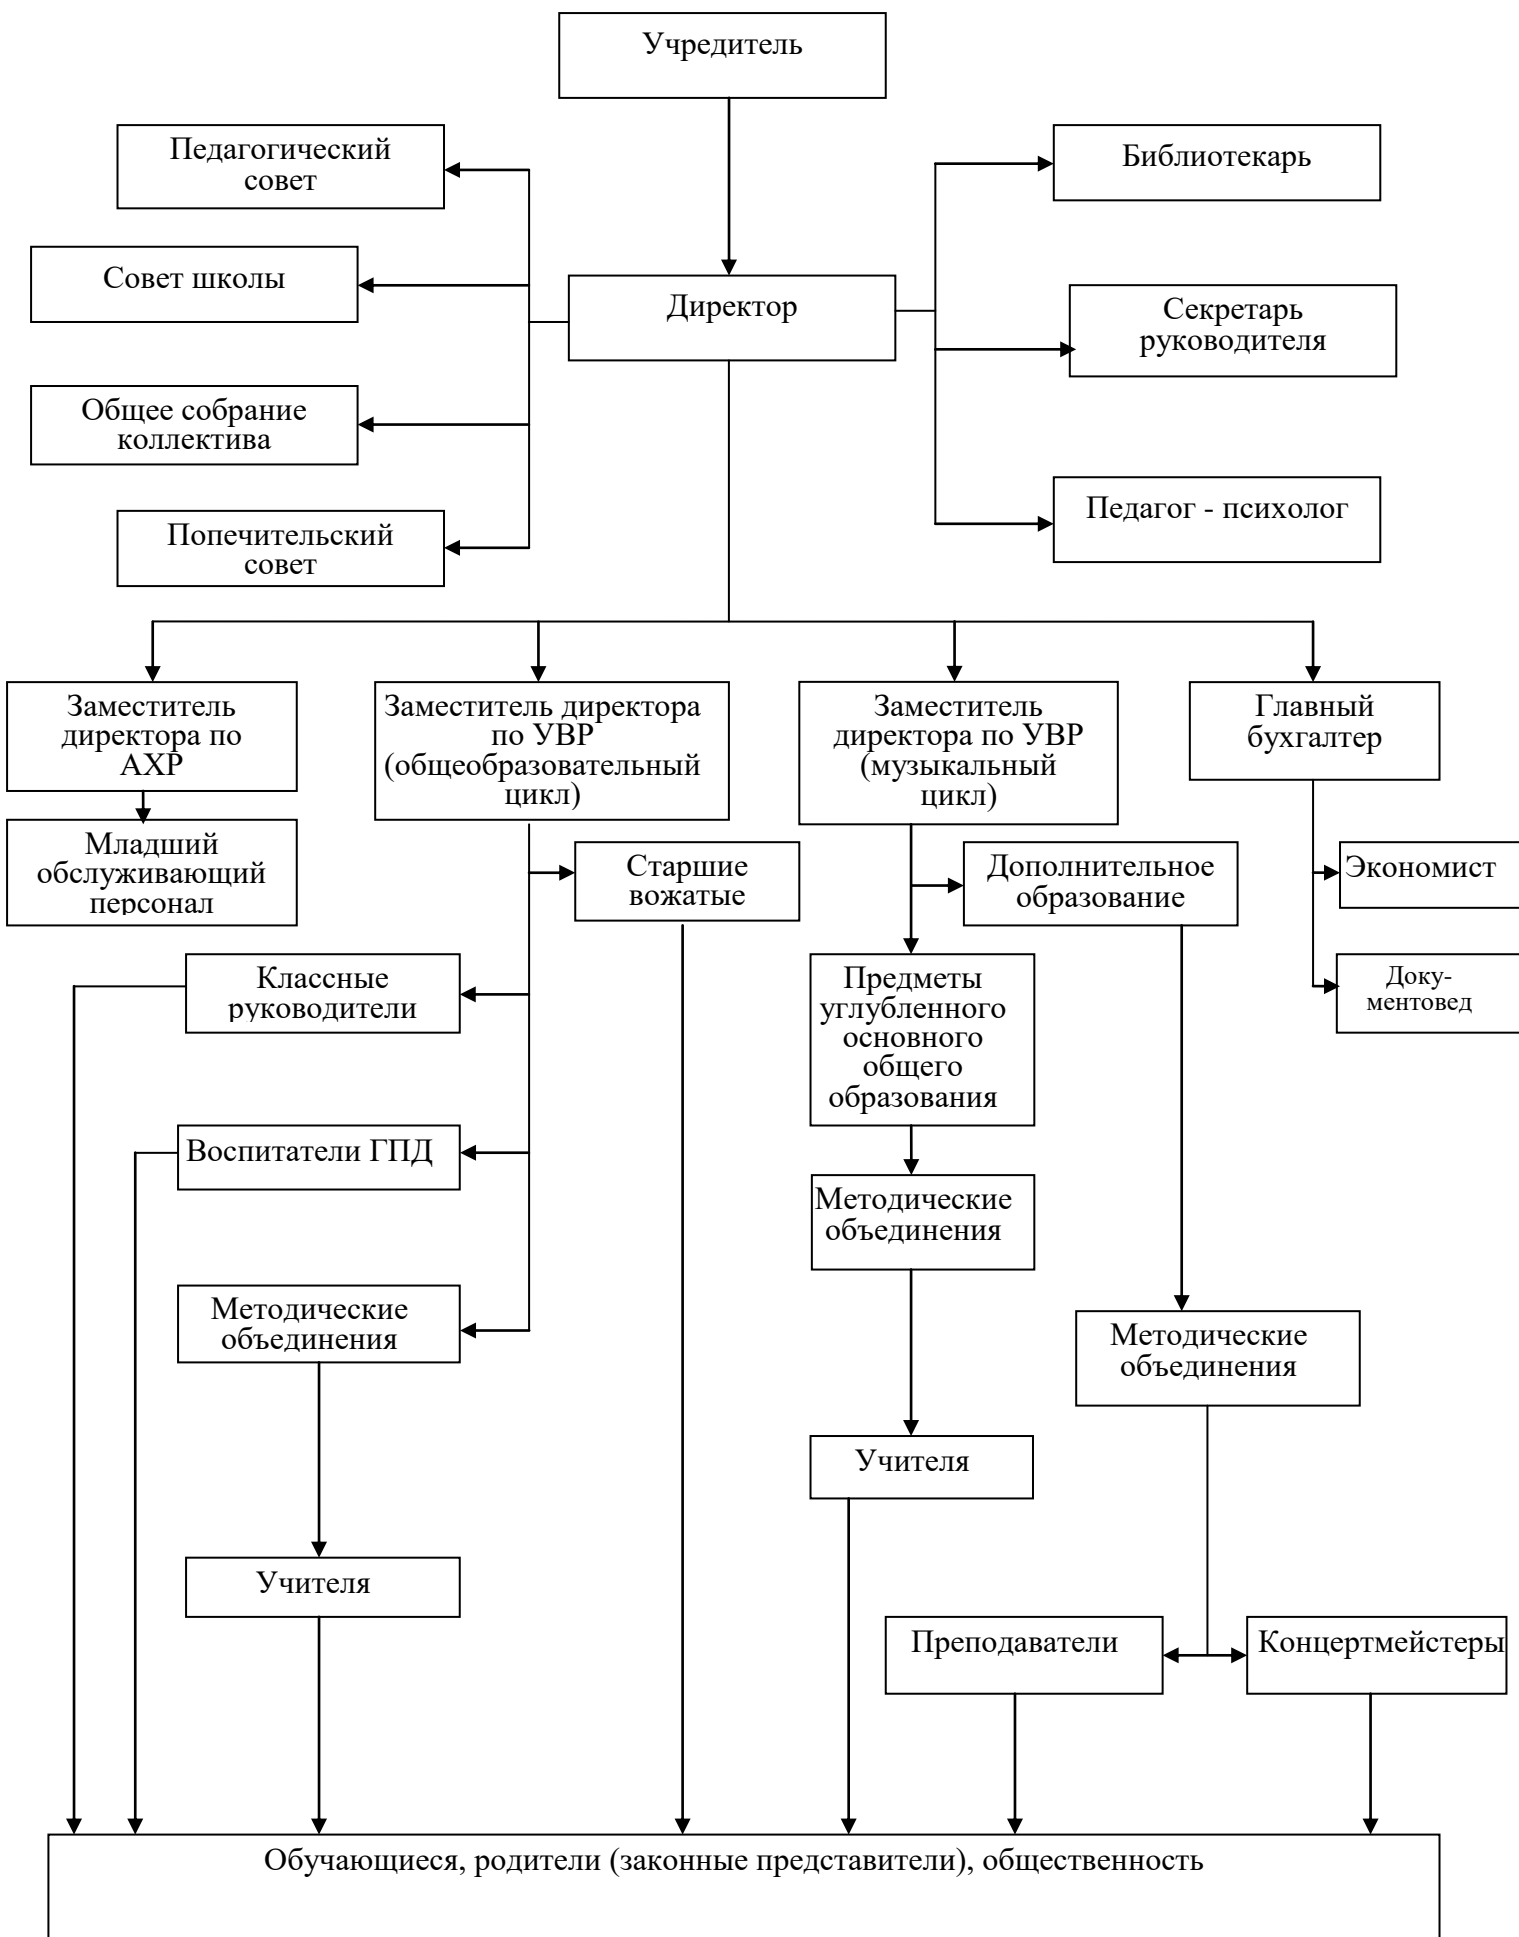 Учредитель
Педагогический
совет
Библиотекарь
Совет школы
Директор
Секретарь
руководителя
Общее собрание
коллектива
Педагог - психолог
Попечительский
совет
Заместитель
директора по
АХР
Заместитель директора
по УВР
(общеобразовательный
цикл)
Заместитель
директора по УВР
(музыкальный
цикл)
Главный
бухгалтер
Младший
обслуживающий
персонал
Старшие
вожатые
Дополнительное
образование
Экономист
Классные
руководители
Предметы
углубленного
основного
общего
образования
Доку-
ментовед
Воспитатели ГПД
Методические
объединения
Методические
объединения
Методические
объединения
Учителя
Учителя
Преподаватели
Концертмейстеры
Обучающиеся, родители (законные представители), общественность